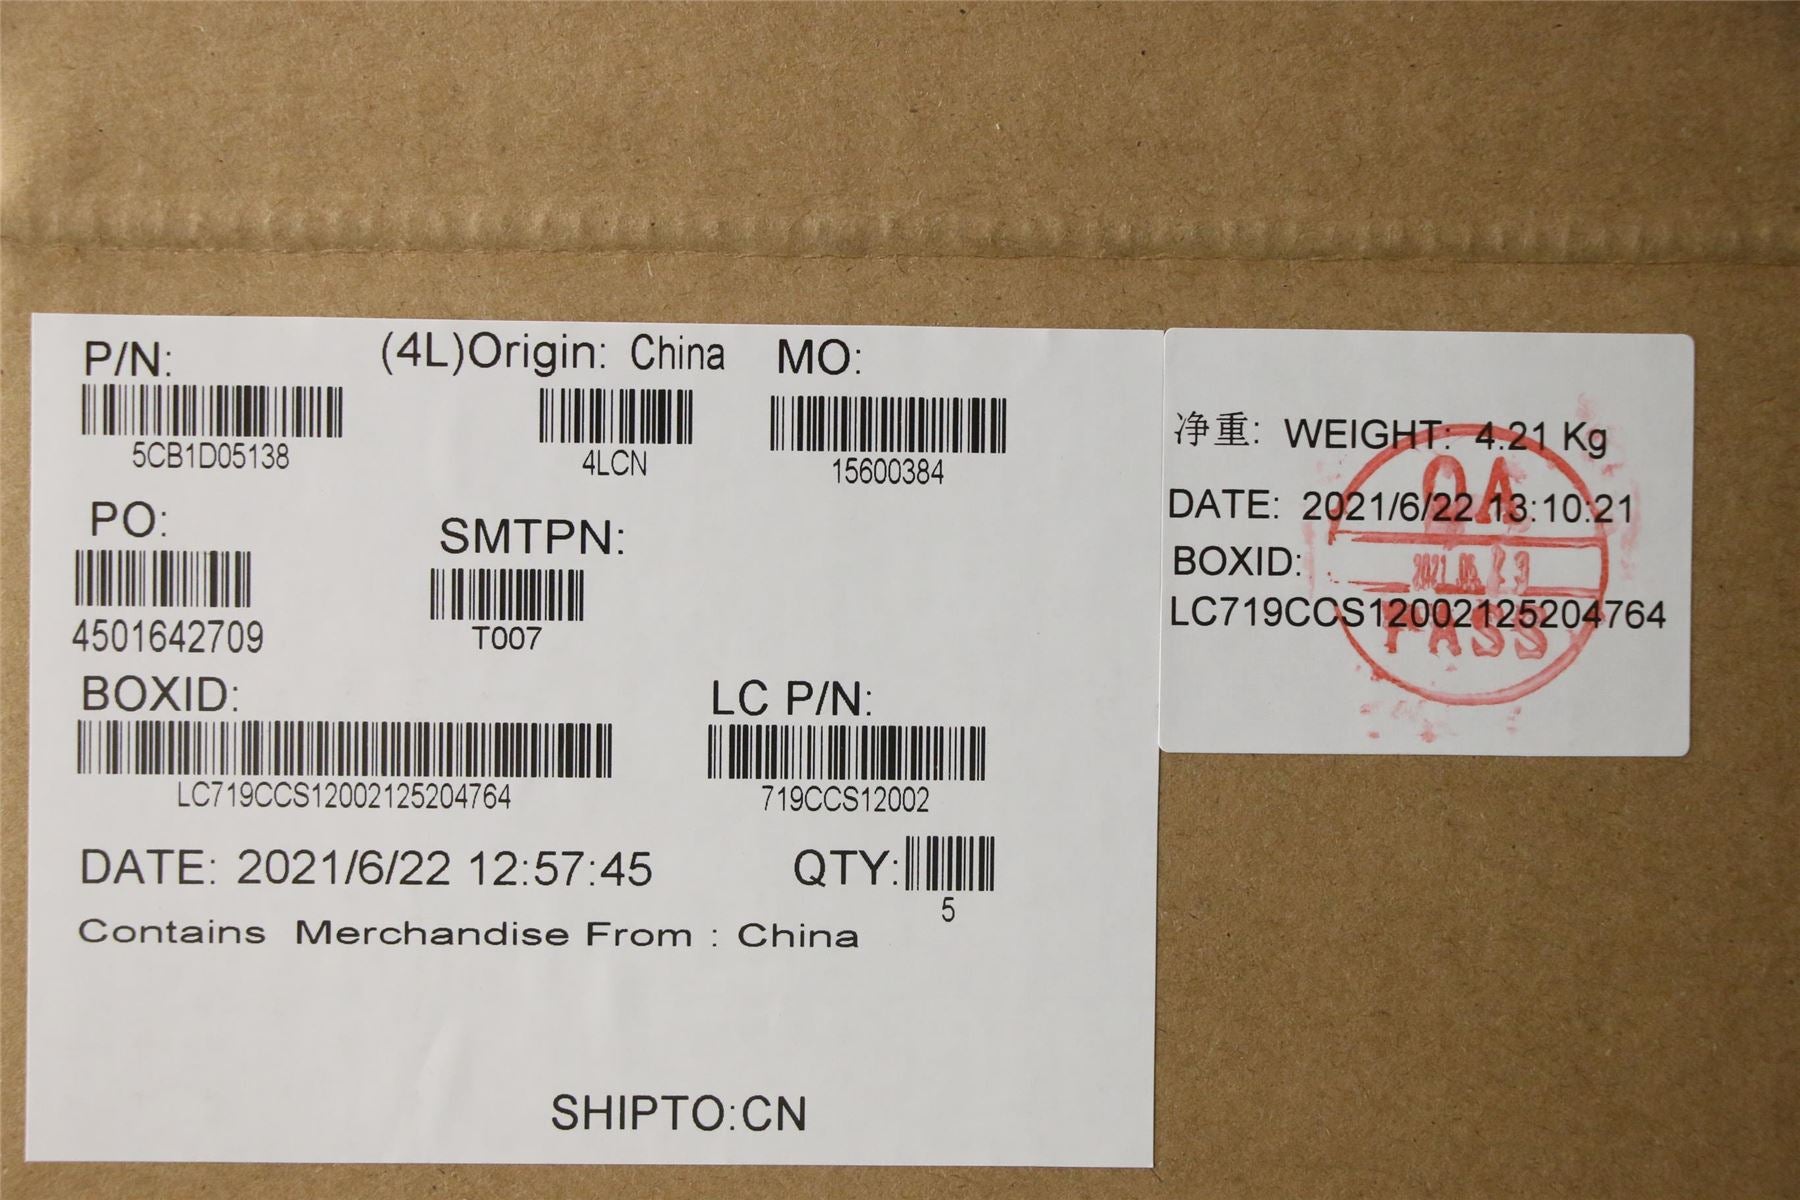 P/N: (4L)Origin: China MO:
5CB1D05138 4LCN 15600384
PO: SMTPN:
4501642709 T007
BOXID: LC P/N:
LC719CCS12002125204764 719CCS12002
DATE: 2021/6/22 12:57:45 QTY:
5
Contains Merchandise From : China
SHIPTO:CN
净重: WEIGHT: 4.21 Kg
DATE: 2021/6/22 13:10:21
BOXID:
LC719CCS12002125204764
QA
PASS